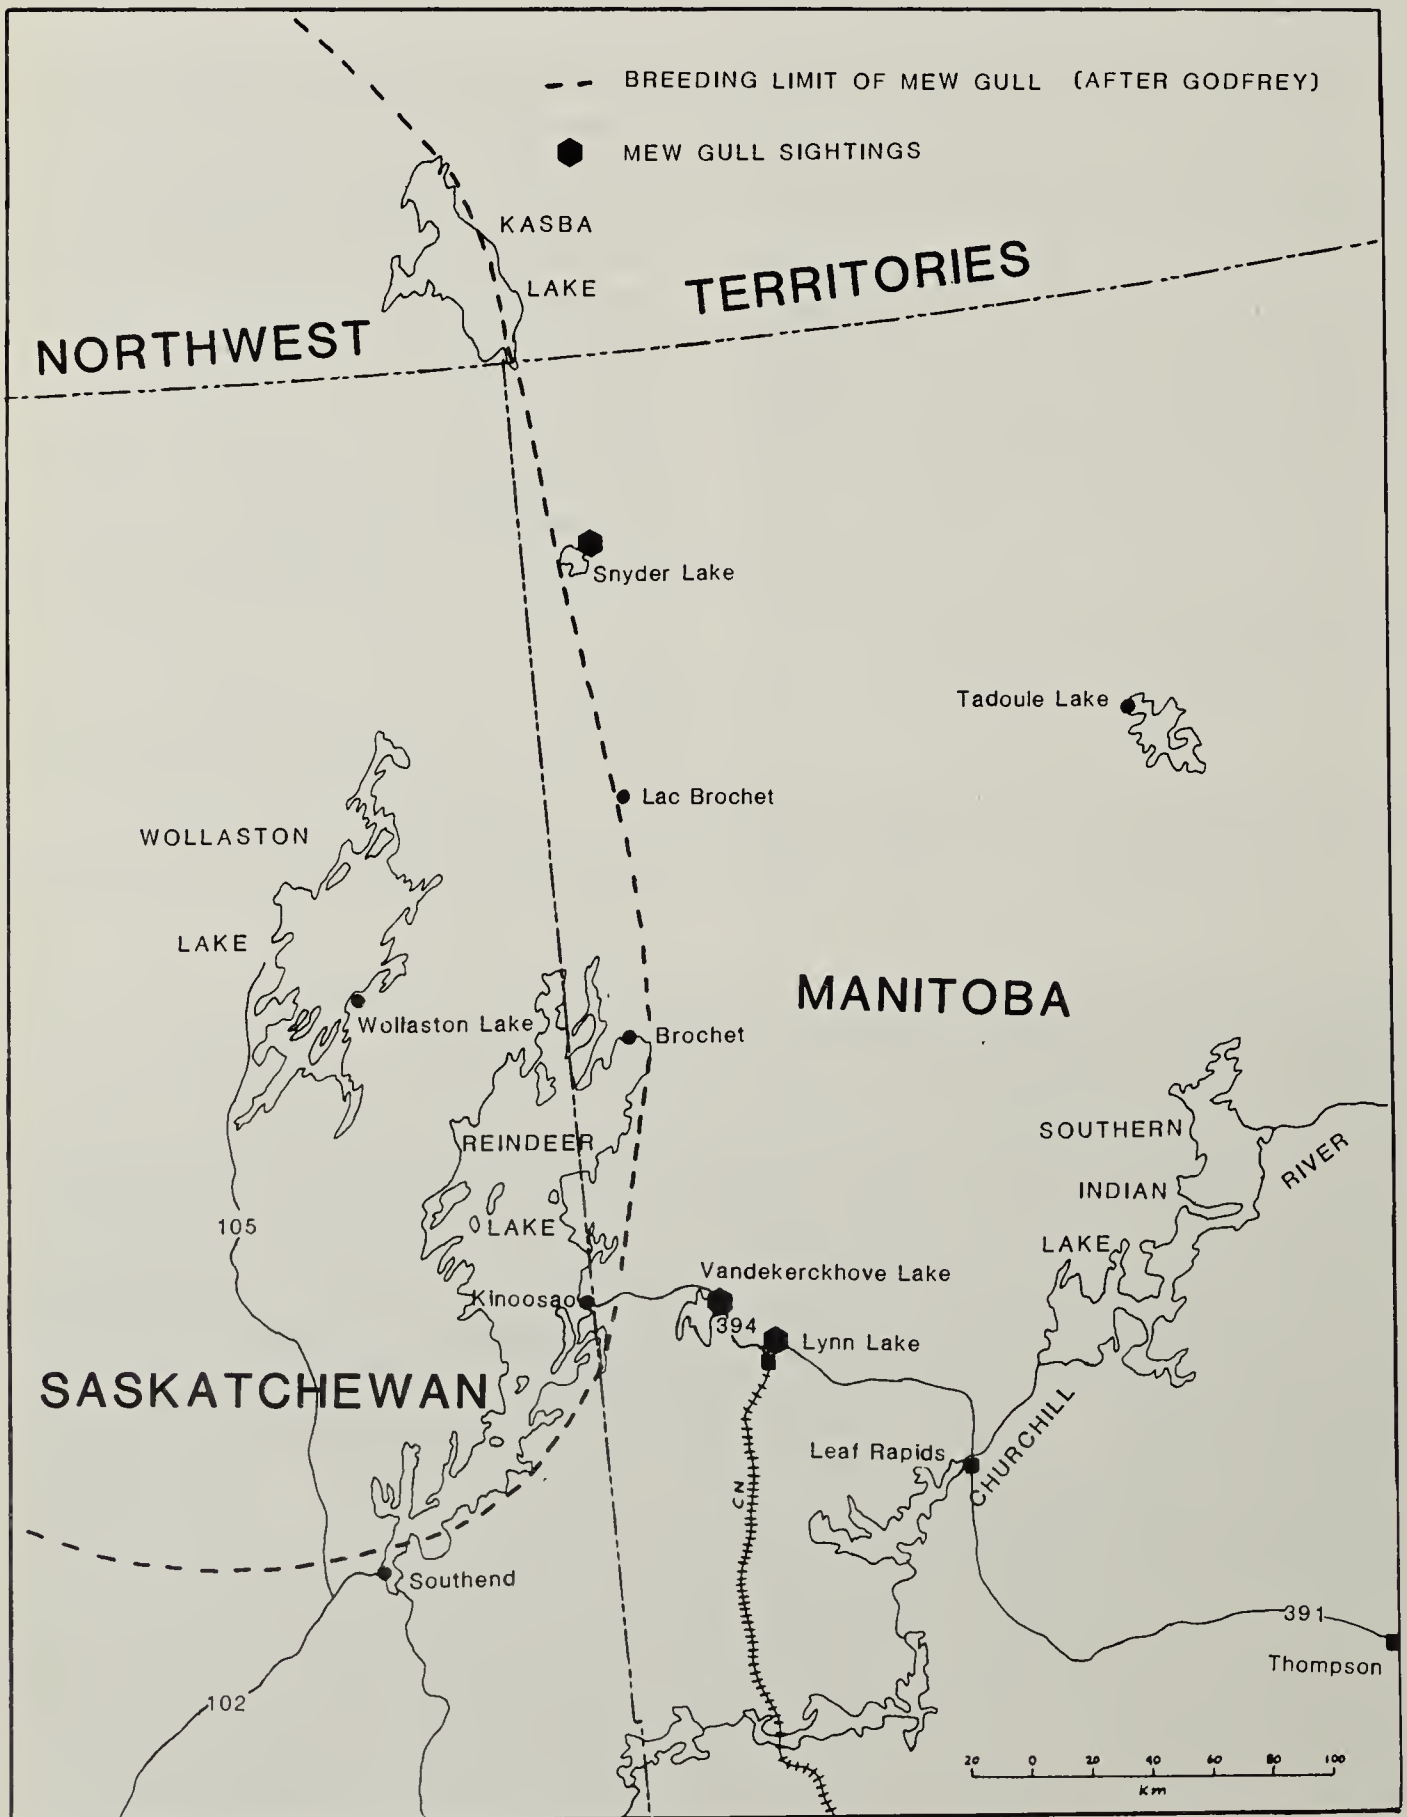 BREEDING LIMIT OF MEW GULL (AFTER GODFREY)
MEW GULL SIGHTINGS
KASBA
LAKE
NORTHWEST TERRITORIES
Snyder Lake
Tadoule Lake
Lac Brochet
WOLLASTON
LAKE
MANITOBA
Wollaston Lake
Brochet
REINDEER
LAKE
SOUTHERN
INDIAN
LAKE
RIVER
105
Vandekerckhove Lake
Kinoosao
394
Lynn Lake
SASKATCHEWAN
Leaf Rapids
CHURCHILL
CN
Southend
391
Thompson
102
20 0 20 40 60 80 100
Km